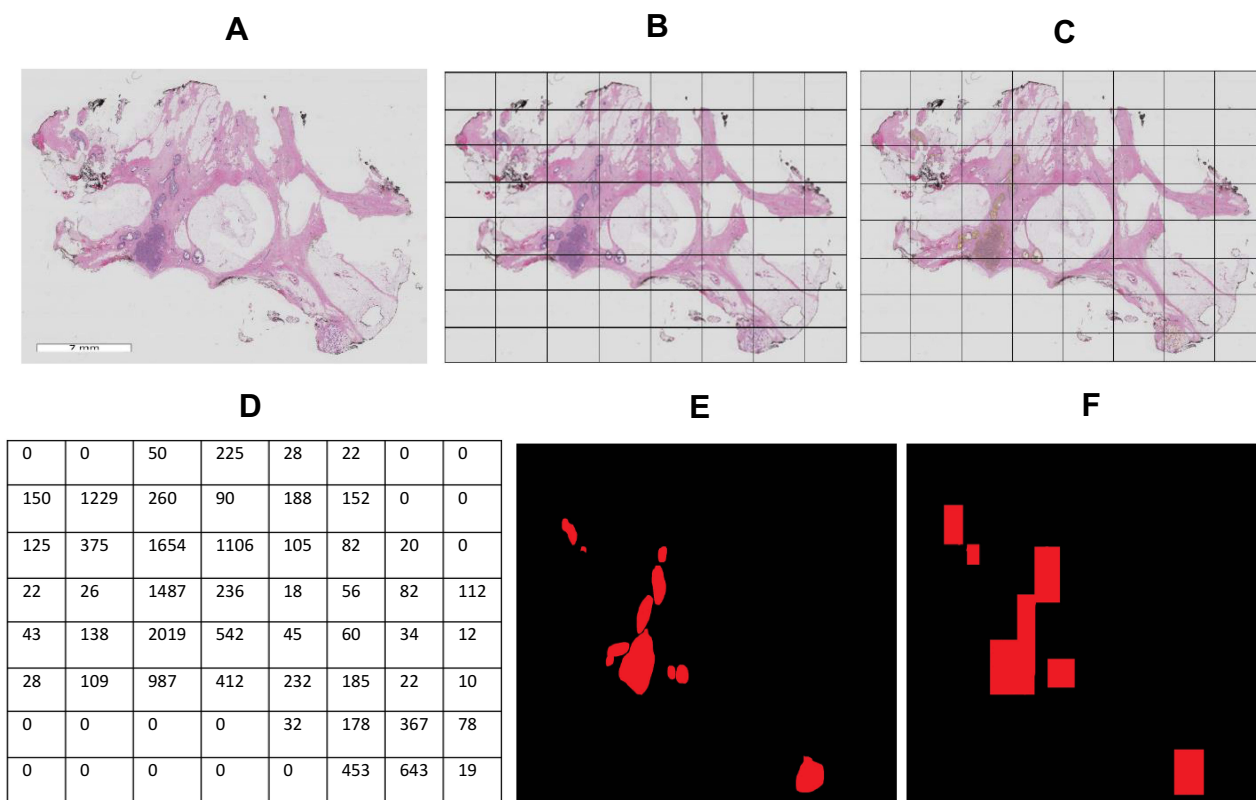 A B C
7 mm
D E F
0 0 50 225 28 22 0 0
150 1229 260 90 188 152 0 0
125 375 1654 1106 105 82 20 0
22 26 1487 236 18 56 82 112
43 138 2019 542 45 60 34 12
28 109 987 412 232 185 22 10
0 0 0 0 32 178 367 78
0 0 0 0 0 453 643 19